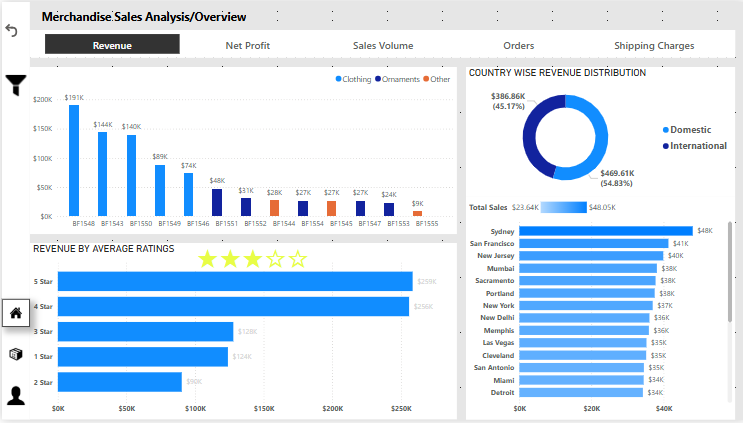 Merchandise Sales Analysis/Overview
Revenue Net Profit Sales Volume Orders Shipping Charges
Clothing Ornaments Other
$200K
$150K
$100K
$50K
$0K
$191K $144K $140K $89K $74K $48K $31K $28K $27K $27K $27K $24K $9K
BF1548 BF1543 BF1550 BF1549 BF1546 BF1551 BF1552 BF1544 BF1554 BF1545 BF1547 BF1553 BF1555
COUNTRY WISE REVENUE DISTRIBUTION
$386.86K
(45.17%)
Domestic
International
$469.61K
(54.83%)
Total Sales $23.64K $48.05K
Sydney $48K
San Francisco $41K
New Jersey $40K
Mumbai $38K
Sacramento $38K
Portland $38K
New York $37K
New Delhi $36K
Memphis $36K
Las Vegas $35K
Cleveland $35K
San Antonio $35K
Miami $34K
Detroit $34K
$0K $20K $40K
REVENUE BY AVERAGE RATINGS
5 Star $259K
4 Star $256K
3 Star $128K
1 Star $124K
2 Star $90K
$0K $50K $100K $150K $200K $250K